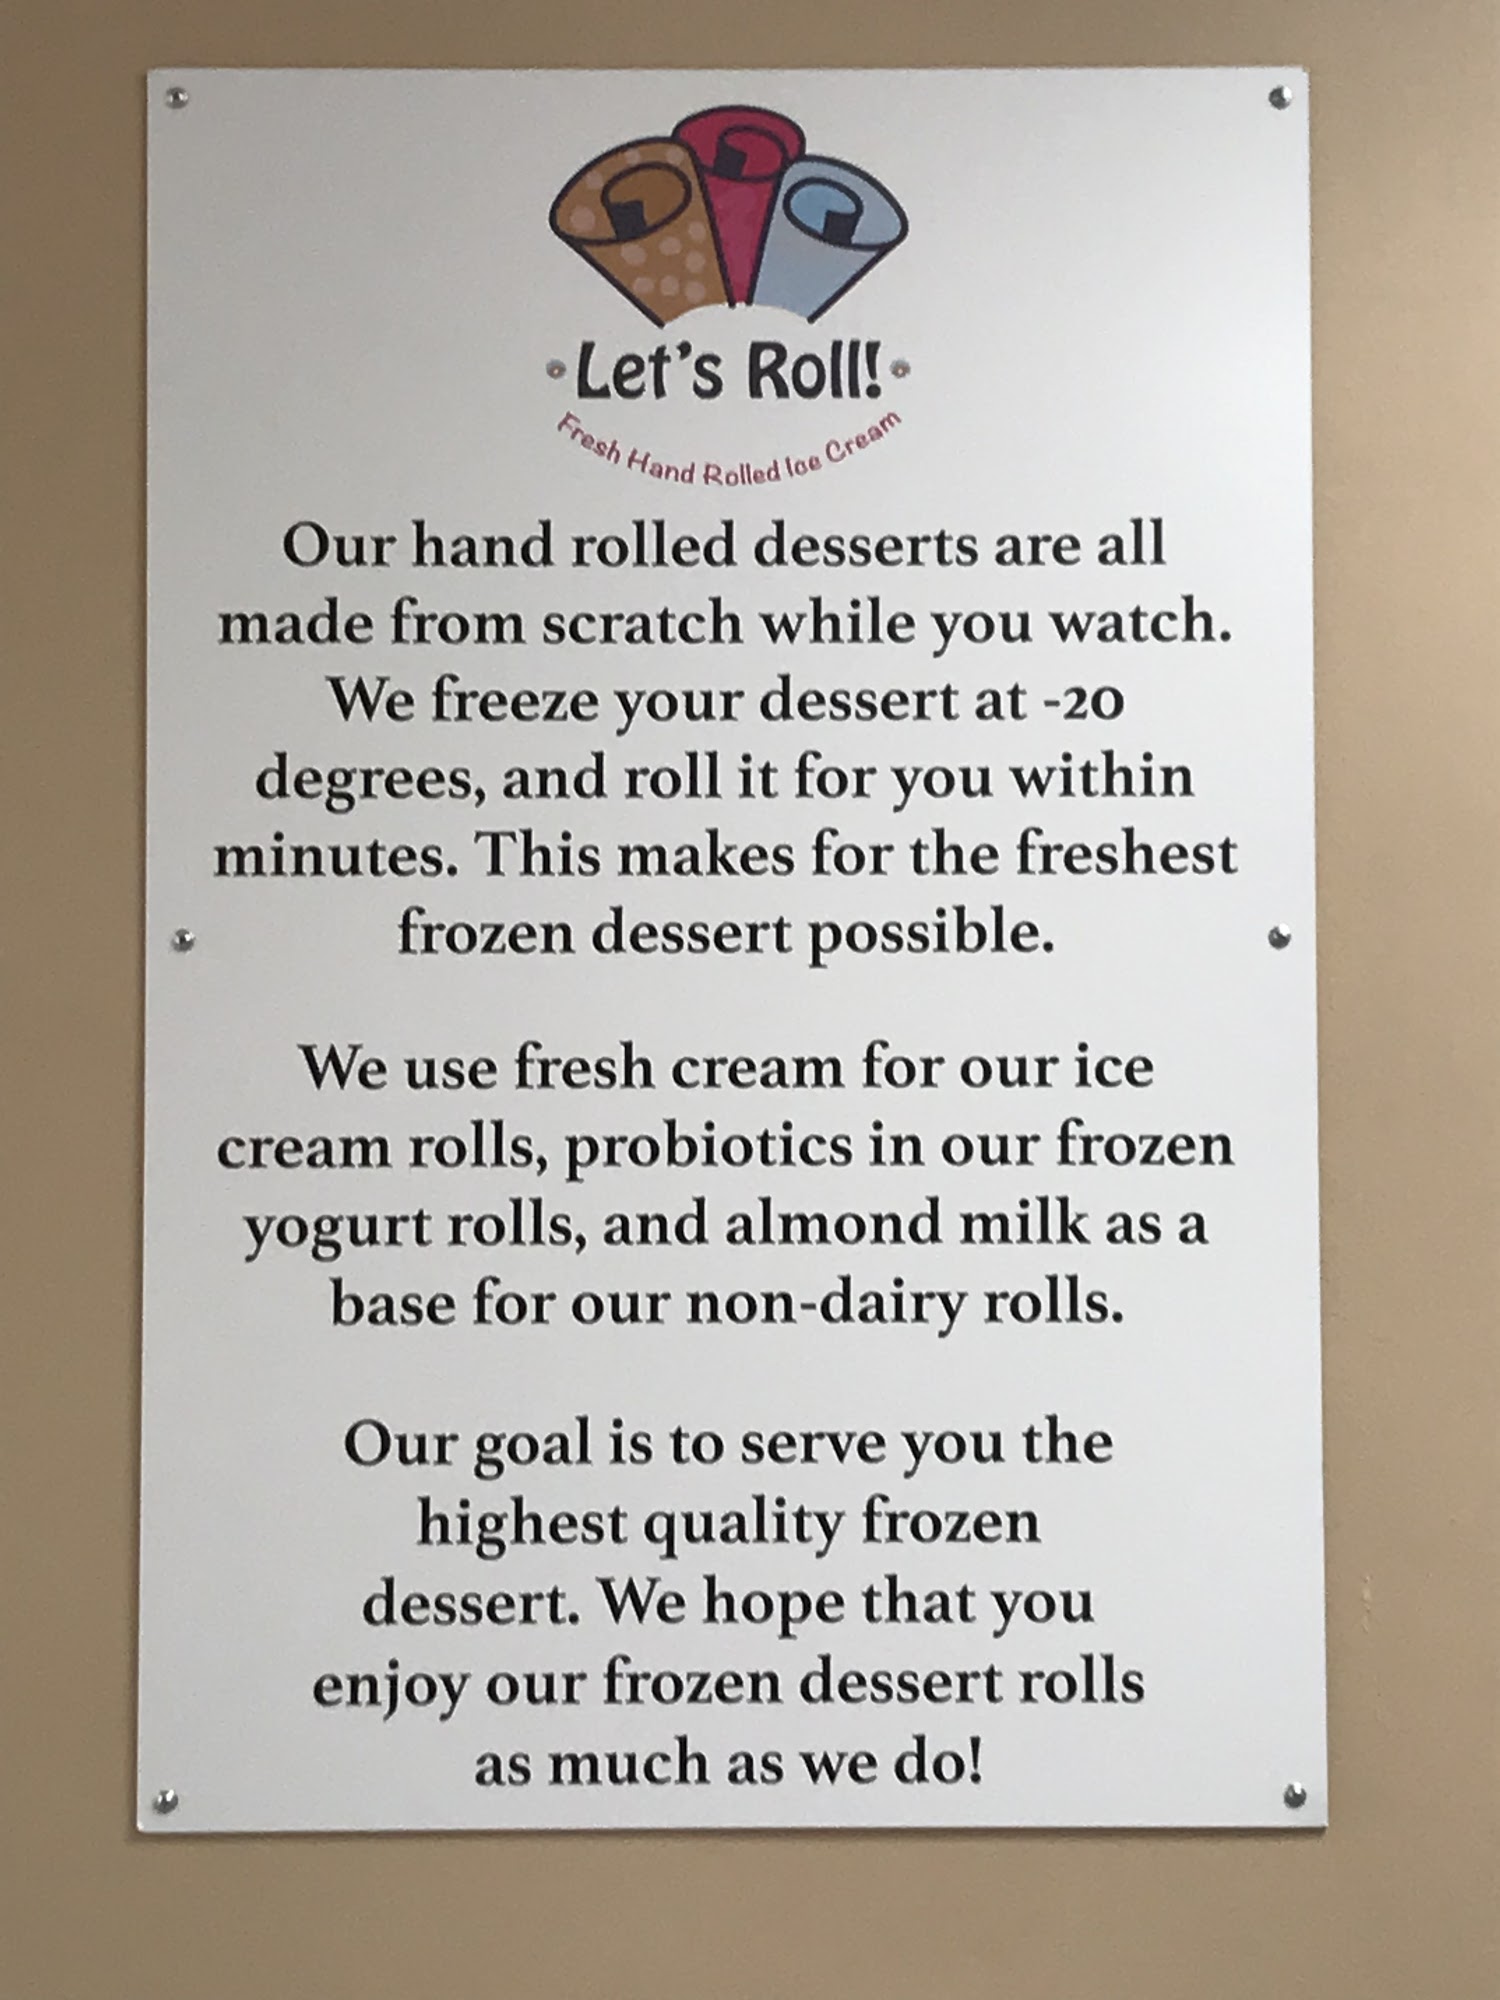 Let's Roll!
Fresh Hand Rolled Ice Cream
Our hand rolled desserts are all
made from scratch while you watch.
We freeze your dessert at -20
degrees, and roll it for you within
minutes. This makes for the freshest
frozen dessert possible.
We use fresh cream for our ice
cream rolls, probiotics in our frozen
yogurt rolls, and almond milk as a
base for our non-dairy rolls.
Our goal is to serve you the
highest quality frozen
dessert. We hope that you
enjoy our frozen dessert rolls
as much as we do!